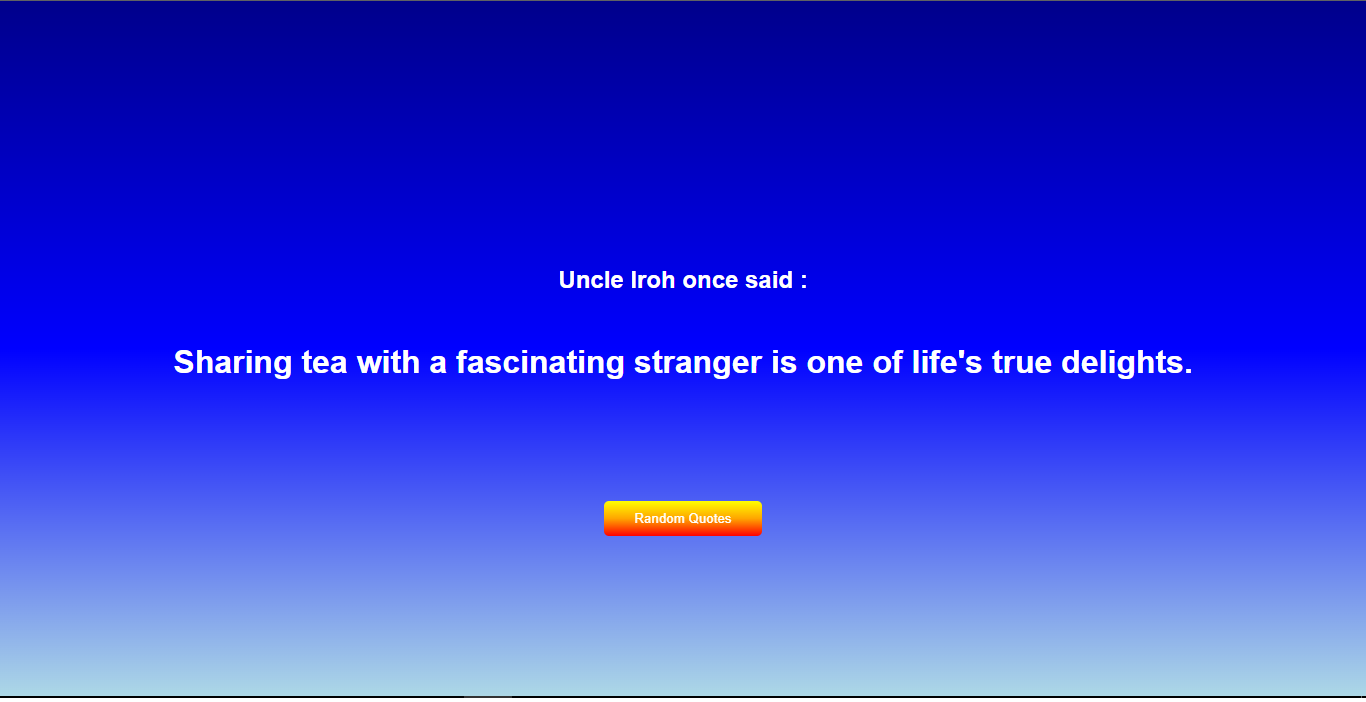 Uncle Iroh once said :
Sharing tea with a fascinating stranger is one of life's true delights.
Random Quotes